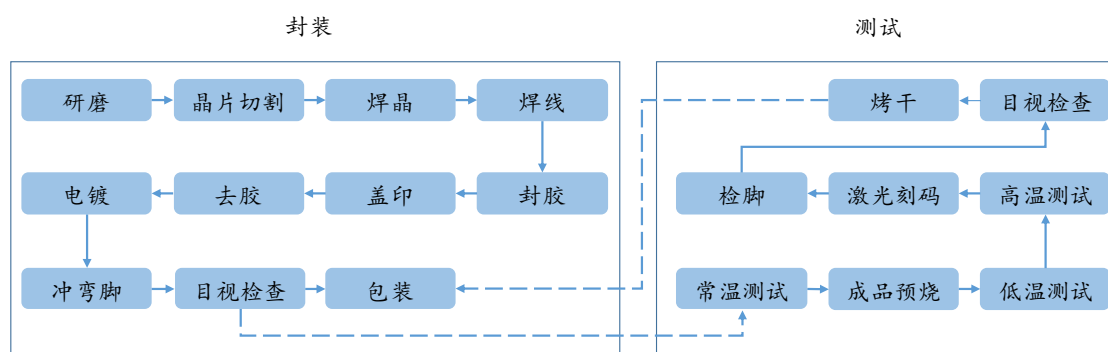 封装
测试
研磨
晶片切割
焊晶
焊线
电镀
去胶
盖印
封胶
冲弯脚
目视检查
包装
烤干
目视检查
检脚
激光刻码
高温测试
常温测试
成品预烧
低温测试